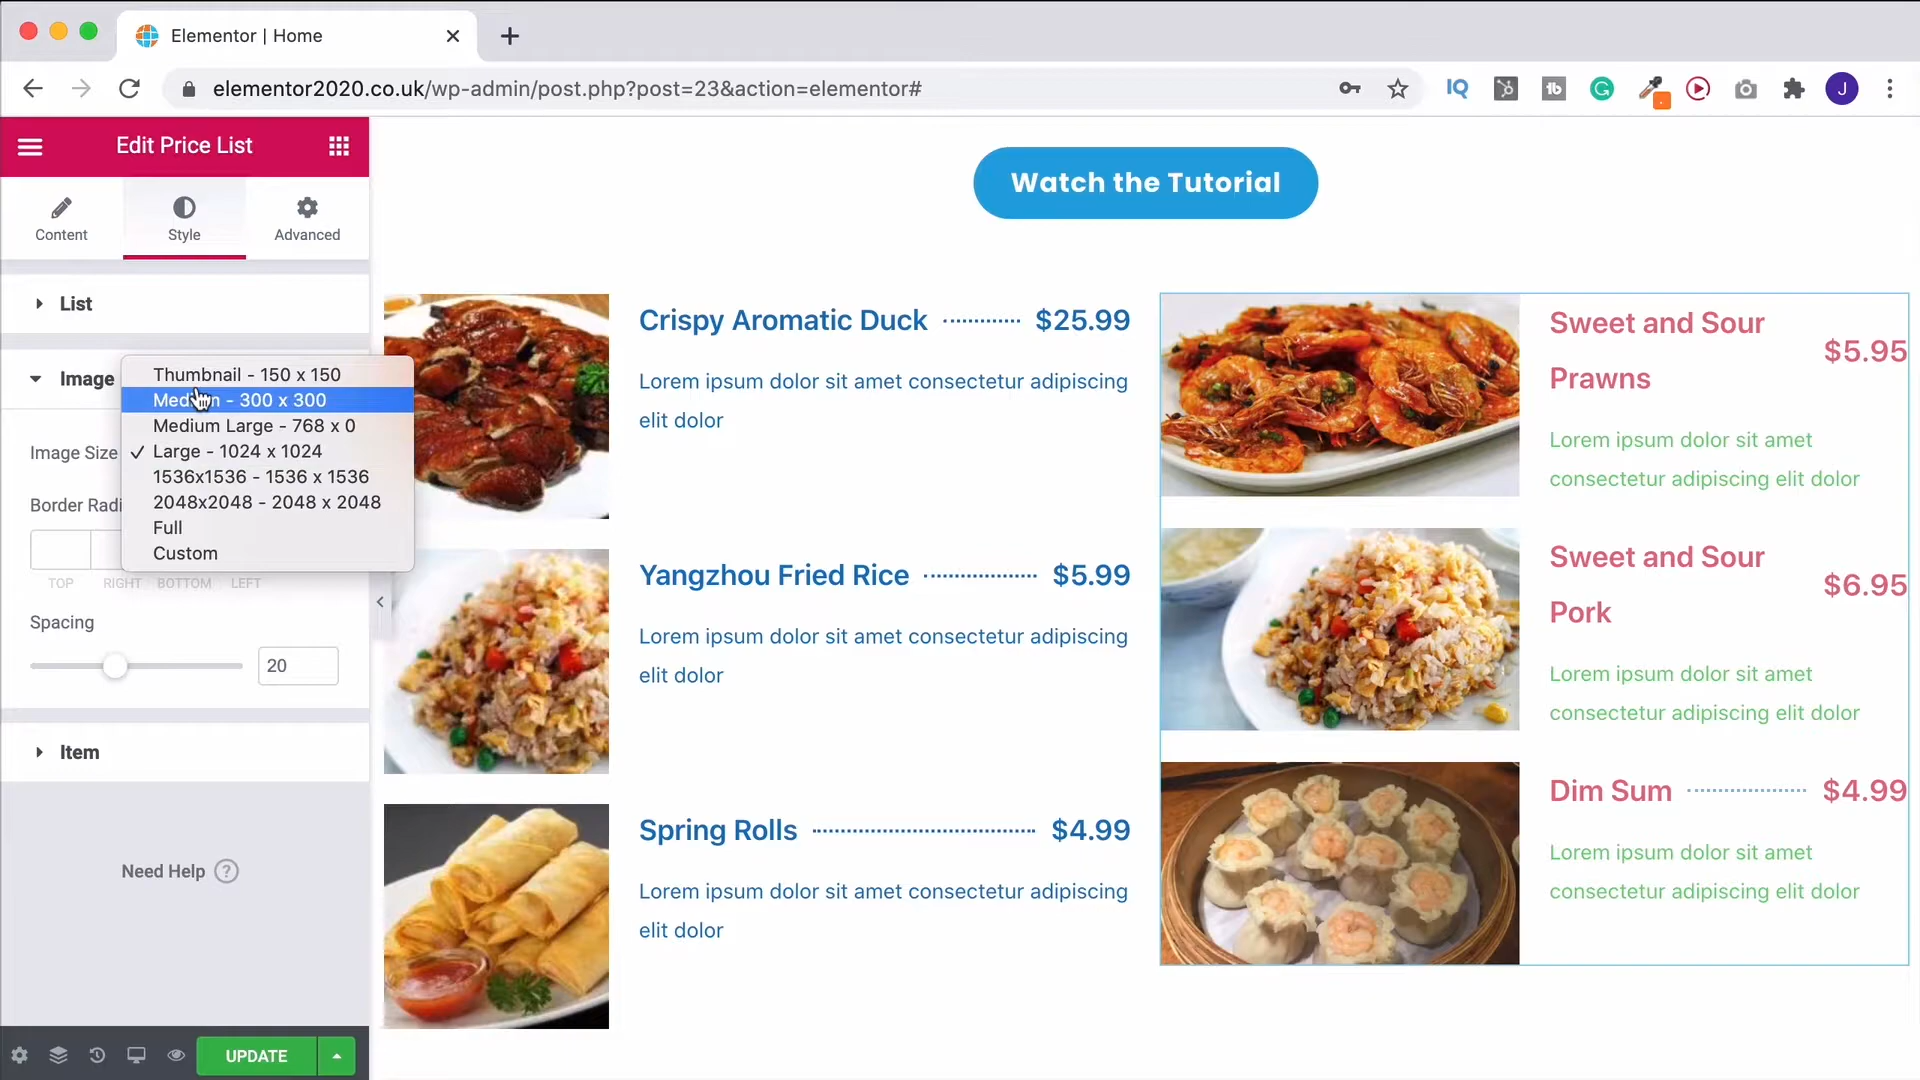 Elementor | Home
elementor2020.co.uk/wp-admin/post.php?post=23&action=elementor#
IQ
tb
J
Edit Price List
Content
Style
Advanced
List
Image
Thumbnail - 150 x 150
Medium - 300 x 300
Medium Large - 768 x 0
Large - 1024 x 1024
1536x1536 - 1536 x 1536
2048x2048 - 2048 x 2048
Full
Custom
Image Size
Border Radi
TOP RIGHT BOTTOM LEFT
Spacing
20
Item
Need Help ?
UPDATE
Watch the Tutorial
Crispy Aromatic Duck $25.99
Lorem ipsum dolor sit amet consectetur adipiscing
elit dolor
Yangzhou Fried Rice $5.99
Lorem ipsum dolor sit amet consectetur adipiscing
elit dolor
Spring Rolls $4.99
Lorem ipsum dolor sit amet consectetur adipiscing
elit dolor
Sweet and Sour
Prawns
$5.95
Lorem ipsum dolor sit amet
consectetur adipiscing elit dolor
Sweet and Sour
Pork
$6.95
Lorem ipsum dolor sit amet
consectetur adipiscing elit dolor
Dim Sum $4.99
Lorem ipsum dolor sit amet
consectetur adipiscing elit dolor